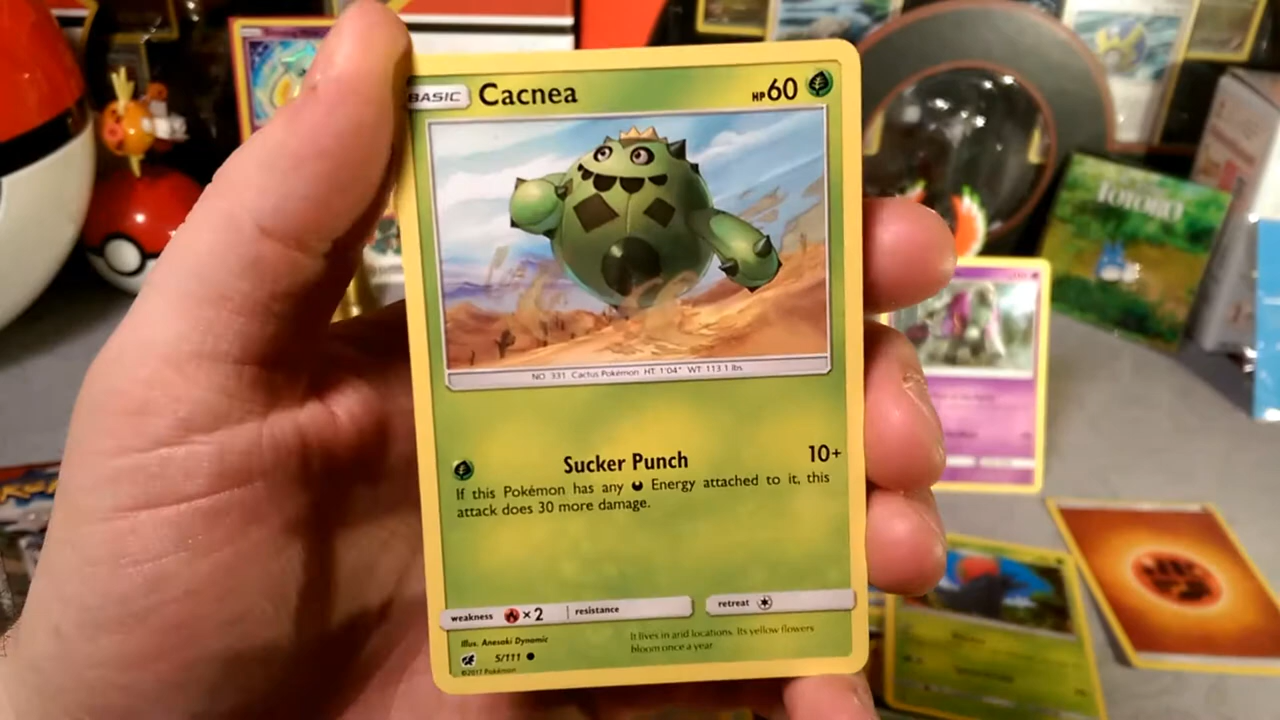 BASIC Cacnea HP 60
NO. 331 Cactus Pokémon HT 1'04" WT 113.1 lbs
Sucker Punch 10+
If this Pokémon has any Energy attached to it, this
attack does 30 more damage.
weakness ×2 resistance retreat
Illus. Anesaki Dynamic
It lives in arid locations. Its yellow flowers
bloom once a year.
5/111
©2017 Pokémon
TOTORO